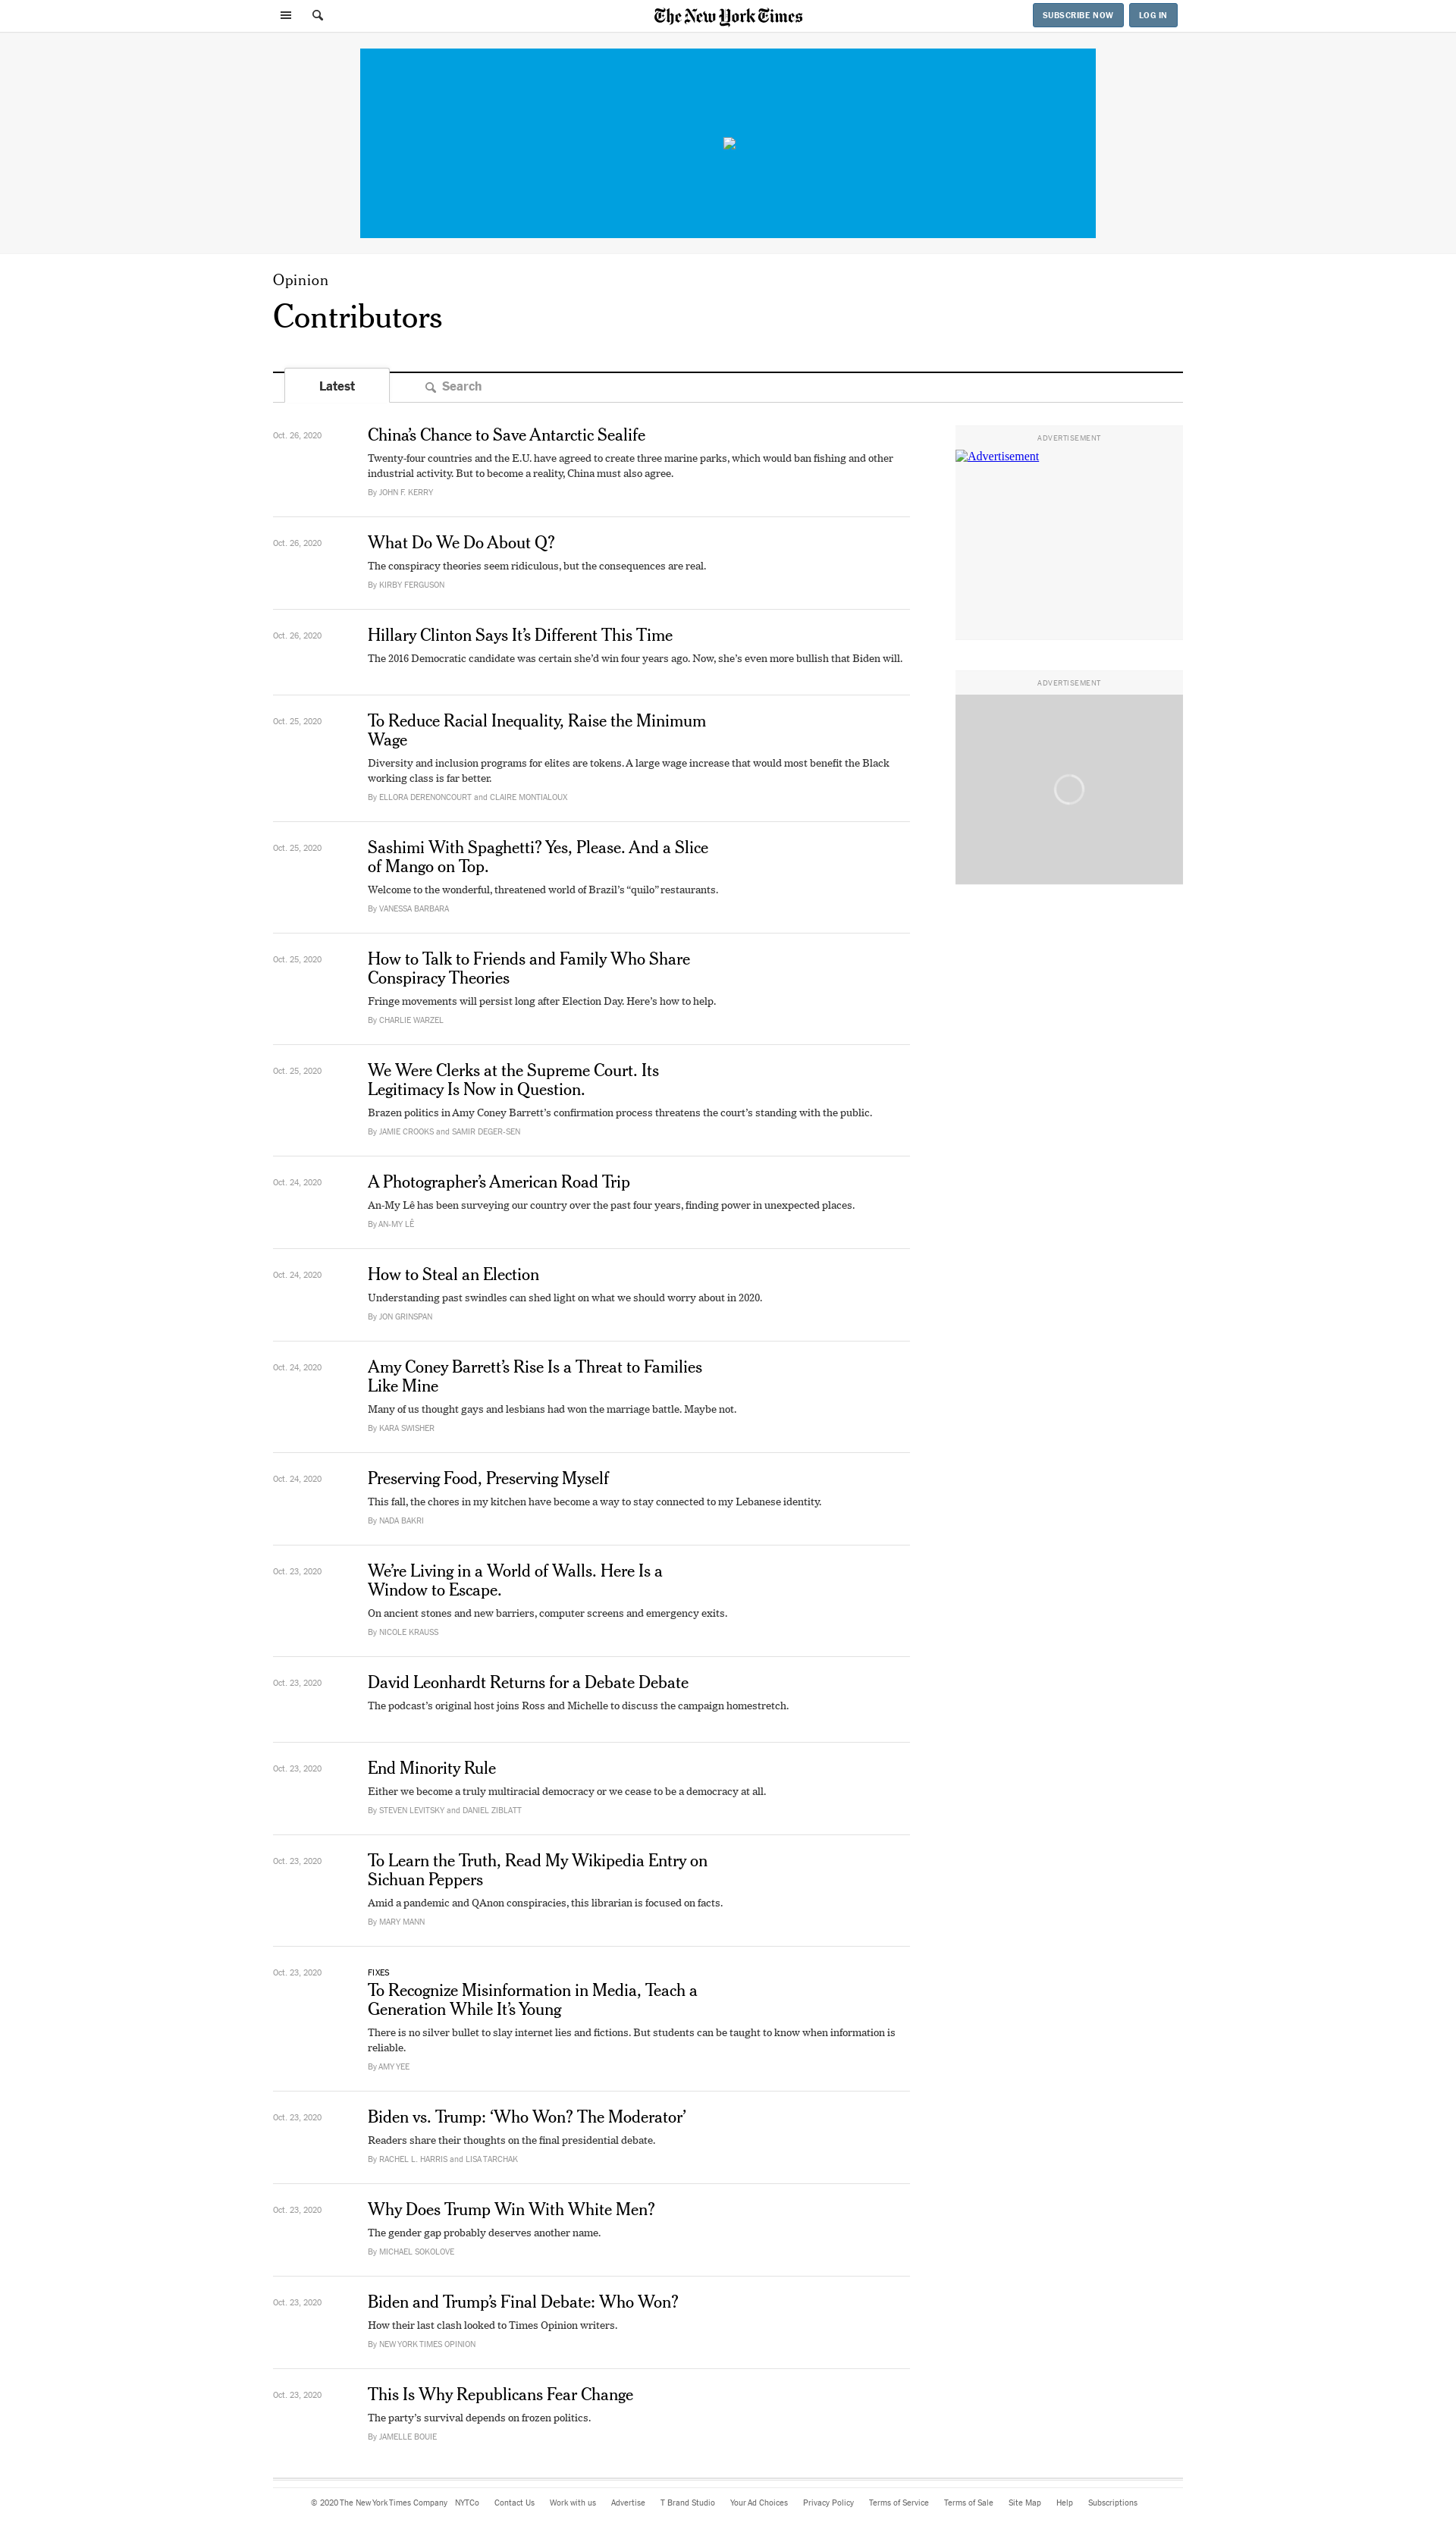 The New York Times
SUBSCRIBE NOW
LOG IN
Opinion
Contributors
Latest
Search
Oct. 26, 2020
China’s Chance to Save Antarctic Sealife
Twenty-four countries and the E.U. have agreed to create three marine parks, which would ban fishing and other
industrial activity. But to become a reality, China must also agree.
By JOHN F. KERRY
Oct. 26, 2020
What Do We Do About Q?
The conspiracy theories seem ridiculous, but the consequences are real.
By KIRBY FERGUSON
Oct. 26, 2020
Hillary Clinton Says It’s Different This Time
The 2016 Democratic candidate was certain she’d win four years ago. Now, she’s even more bullish that Biden will.
Oct. 25, 2020
To Reduce Racial Inequality, Raise the Minimum
Wage
Diversity and inclusion programs for elites are tokens. A large wage increase that would most benefit the Black
working class is far better.
By ELLORA DERENONCOURT and CLAIRE MONTIALOUX
Oct. 25, 2020
Sashimi With Spaghetti? Yes, Please. And a Slice
of Mango on Top.
Welcome to the wonderful, threatened world of Brazil’s “quilo” restaurants.
By VANESSA BARBARA
Oct. 25, 2020
How to Talk to Friends and Family Who Share
Conspiracy Theories
Fringe movements will persist long after Election Day. Here’s how to help.
By CHARLIE WARZEL
Oct. 25, 2020
We Were Clerks at the Supreme Court. Its
Legitimacy Is Now in Question.
Brazen politics in Amy Coney Barrett’s confirmation process threatens the court’s standing with the public.
By JAMIE CROOKS and SAMIR DEGER-SEN
Oct. 24, 2020
A Photographer’s American Road Trip
An-My Lê has been surveying our country over the past four years, finding power in unexpected places.
By AN-MY LÊ
Oct. 24, 2020
How to Steal an Election
Understanding past swindles can shed light on what we should worry about in 2020.
By JON GRINSPAN
Oct. 24, 2020
Amy Coney Barrett’s Rise Is a Threat to Families
Like Mine
Many of us thought gays and lesbians had won the marriage battle. Maybe not.
By KARA SWISHER
Oct. 24, 2020
Preserving Food, Preserving Myself
This fall, the chores in my kitchen have become a way to stay connected to my Lebanese identity.
By NADA BAKRI
Oct. 23, 2020
We’re Living in a World of Walls. Here Is a
Window to Escape.
On ancient stones and new barriers, computer screens and emergency exits.
By NICOLE KRAUSS
Oct. 23, 2020
David Leonhardt Returns for a Debate Debate
The podcast’s original host joins Ross and Michelle to discuss the campaign homestretch.
Oct. 23, 2020
End Minority Rule
Either we become a truly multiracial democracy or we cease to be a democracy at all.
By STEVEN LEVITSKY and DANIEL ZIBLATT
Oct. 23, 2020
To Learn the Truth, Read My Wikipedia Entry on
Sichuan Peppers
Amid a pandemic and QAnon conspiracies, this librarian is focused on facts.
By MARY MANN
Oct. 23, 2020
FIXES
To Recognize Misinformation in Media, Teach a
Generation While It’s Young
There is no silver bullet to slay internet lies and fictions. But students can be taught to know when information is
reliable.
By AMY YEE
Oct. 23, 2020
Biden vs. Trump: ‘Who Won? The Moderator’
Readers share their thoughts on the final presidential debate.
By RACHEL L. HARRIS and LISA TARCHAK
Oct. 23, 2020
Why Does Trump Win With White Men?
The gender gap probably deserves another name.
By MICHAEL SOKOLOVE
Oct. 23, 2020
Biden and Trump’s Final Debate: Who Won?
How their last clash looked to Times Opinion writers.
By NEW YORK TIMES OPINION
Oct. 23, 2020
This Is Why Republicans Fear Change
The party’s survival depends on frozen politics.
By JAMELLE BOUIE
ADVERTISEMENT
Advertisement
ADVERTISEMENT
© 2020 The New York Times Company NYTCo Contact Us Work with us Advertise T Brand Studio Your Ad Choices Privacy Policy Terms of Service Terms of Sale Site Map Help Subscriptions